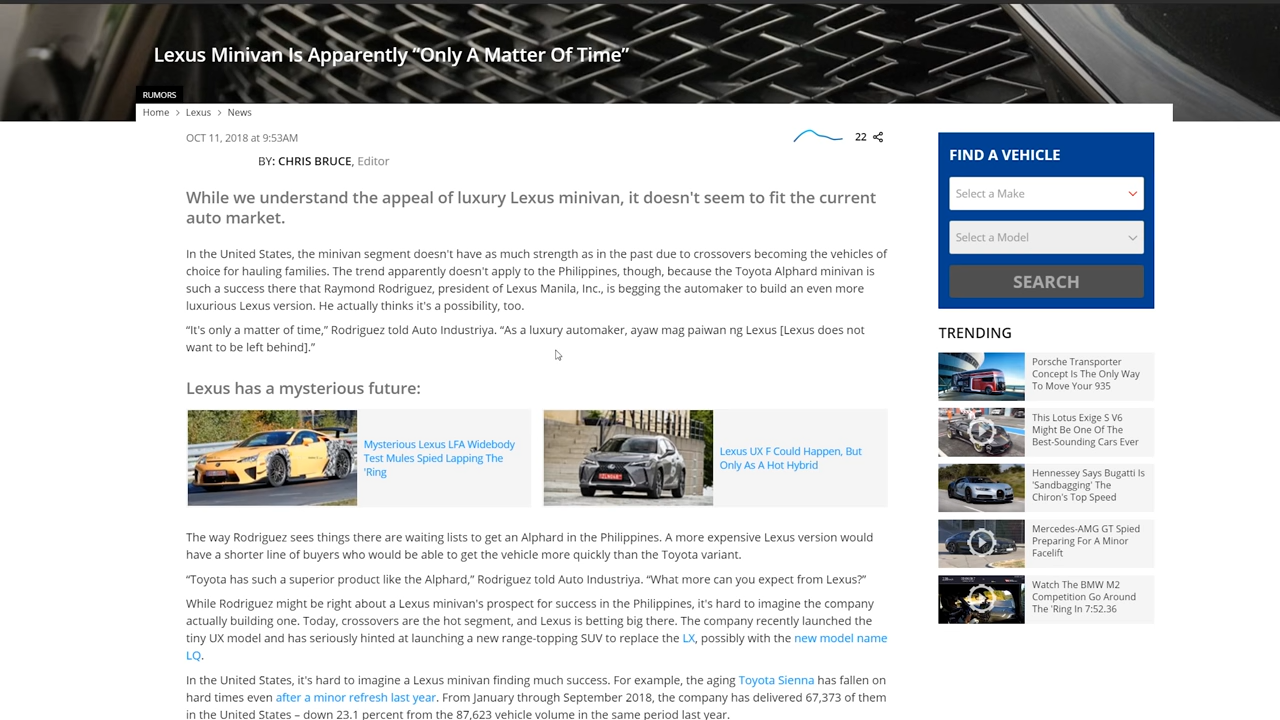 Lexus Minivan Is Apparently “Only A Matter Of Time”
RUMORS
Home > Lexus > News
OCT 11, 2018 at 9:53AM
22
BY: CHRIS BRUCE, Editor
While we understand the appeal of luxury Lexus minivan, it doesn't seem to fit the current
auto market.
In the United States, the minivan segment doesn't have as much strength as in the past due to crossovers becoming the vehicles of
choice for hauling families. The trend apparently doesn't apply to the Philippines, though, because the Toyota Alphard minivan is
such a success there that Raymond Rodriguez, president of Lexus Manila, Inc., is begging the automaker to build an even more
luxurious Lexus version. He actually thinks it's a possibility, too.
“It's only a matter of time,” Rodriguez told Auto Industriya. “As a luxury automaker, ayaw mag paiwan ng Lexus [Lexus does not
want to be left behind].”
Lexus has a mysterious future:
Mysterious Lexus LFA Widebody
Test Mules Spied Lapping The
'Ring
Lexus UX F Could Happen, But
Only As A Hot Hybrid
The way Rodriguez sees things there are waiting lists to get an Alphard in the Philippines. A more expensive Lexus version would
have a shorter line of buyers who would be able to get the vehicle more quickly than the Toyota variant.
“Toyota has such a superior product like the Alphard,” Rodriguez told Auto Industriya. “What more can you expect from Lexus?”
While Rodriguez might be right about a Lexus minivan's prospect for success in the Philippines, it's hard to imagine the company
actually building one. Today, crossovers are the hot segment, and Lexus is betting big there. The company recently launched the
tiny UX model and has seriously hinted at launching a new range-topping SUV to replace the LX, possibly with the new model name
LQ.
In the United States, it's hard to imagine a Lexus minivan finding much success. For example, the aging Toyota Sienna has fallen on
hard times even after a minor refresh last year. From January through September 2018, the company has delivered 67,373 of them
in the United States – down 23.1 percent from the 87,623 vehicle volume in the same period last year.
FIND A VEHICLE
Select a Make
Select a Model
SEARCH
TRENDING
Porsche Transporter
Concept Is The Only Way
To Move Your 935
This Lotus Exige S V6
Might Be One Of The
Best-Sounding Cars Ever
Hennessey Says Bugatti Is
'Sandbagging' The
Chiron's Top Speed
Mercedes-AMG GT Spied
Preparing For A Minor
Facelift
Watch The BMW M2
Competition Go Around
The 'Ring In 7:52.36